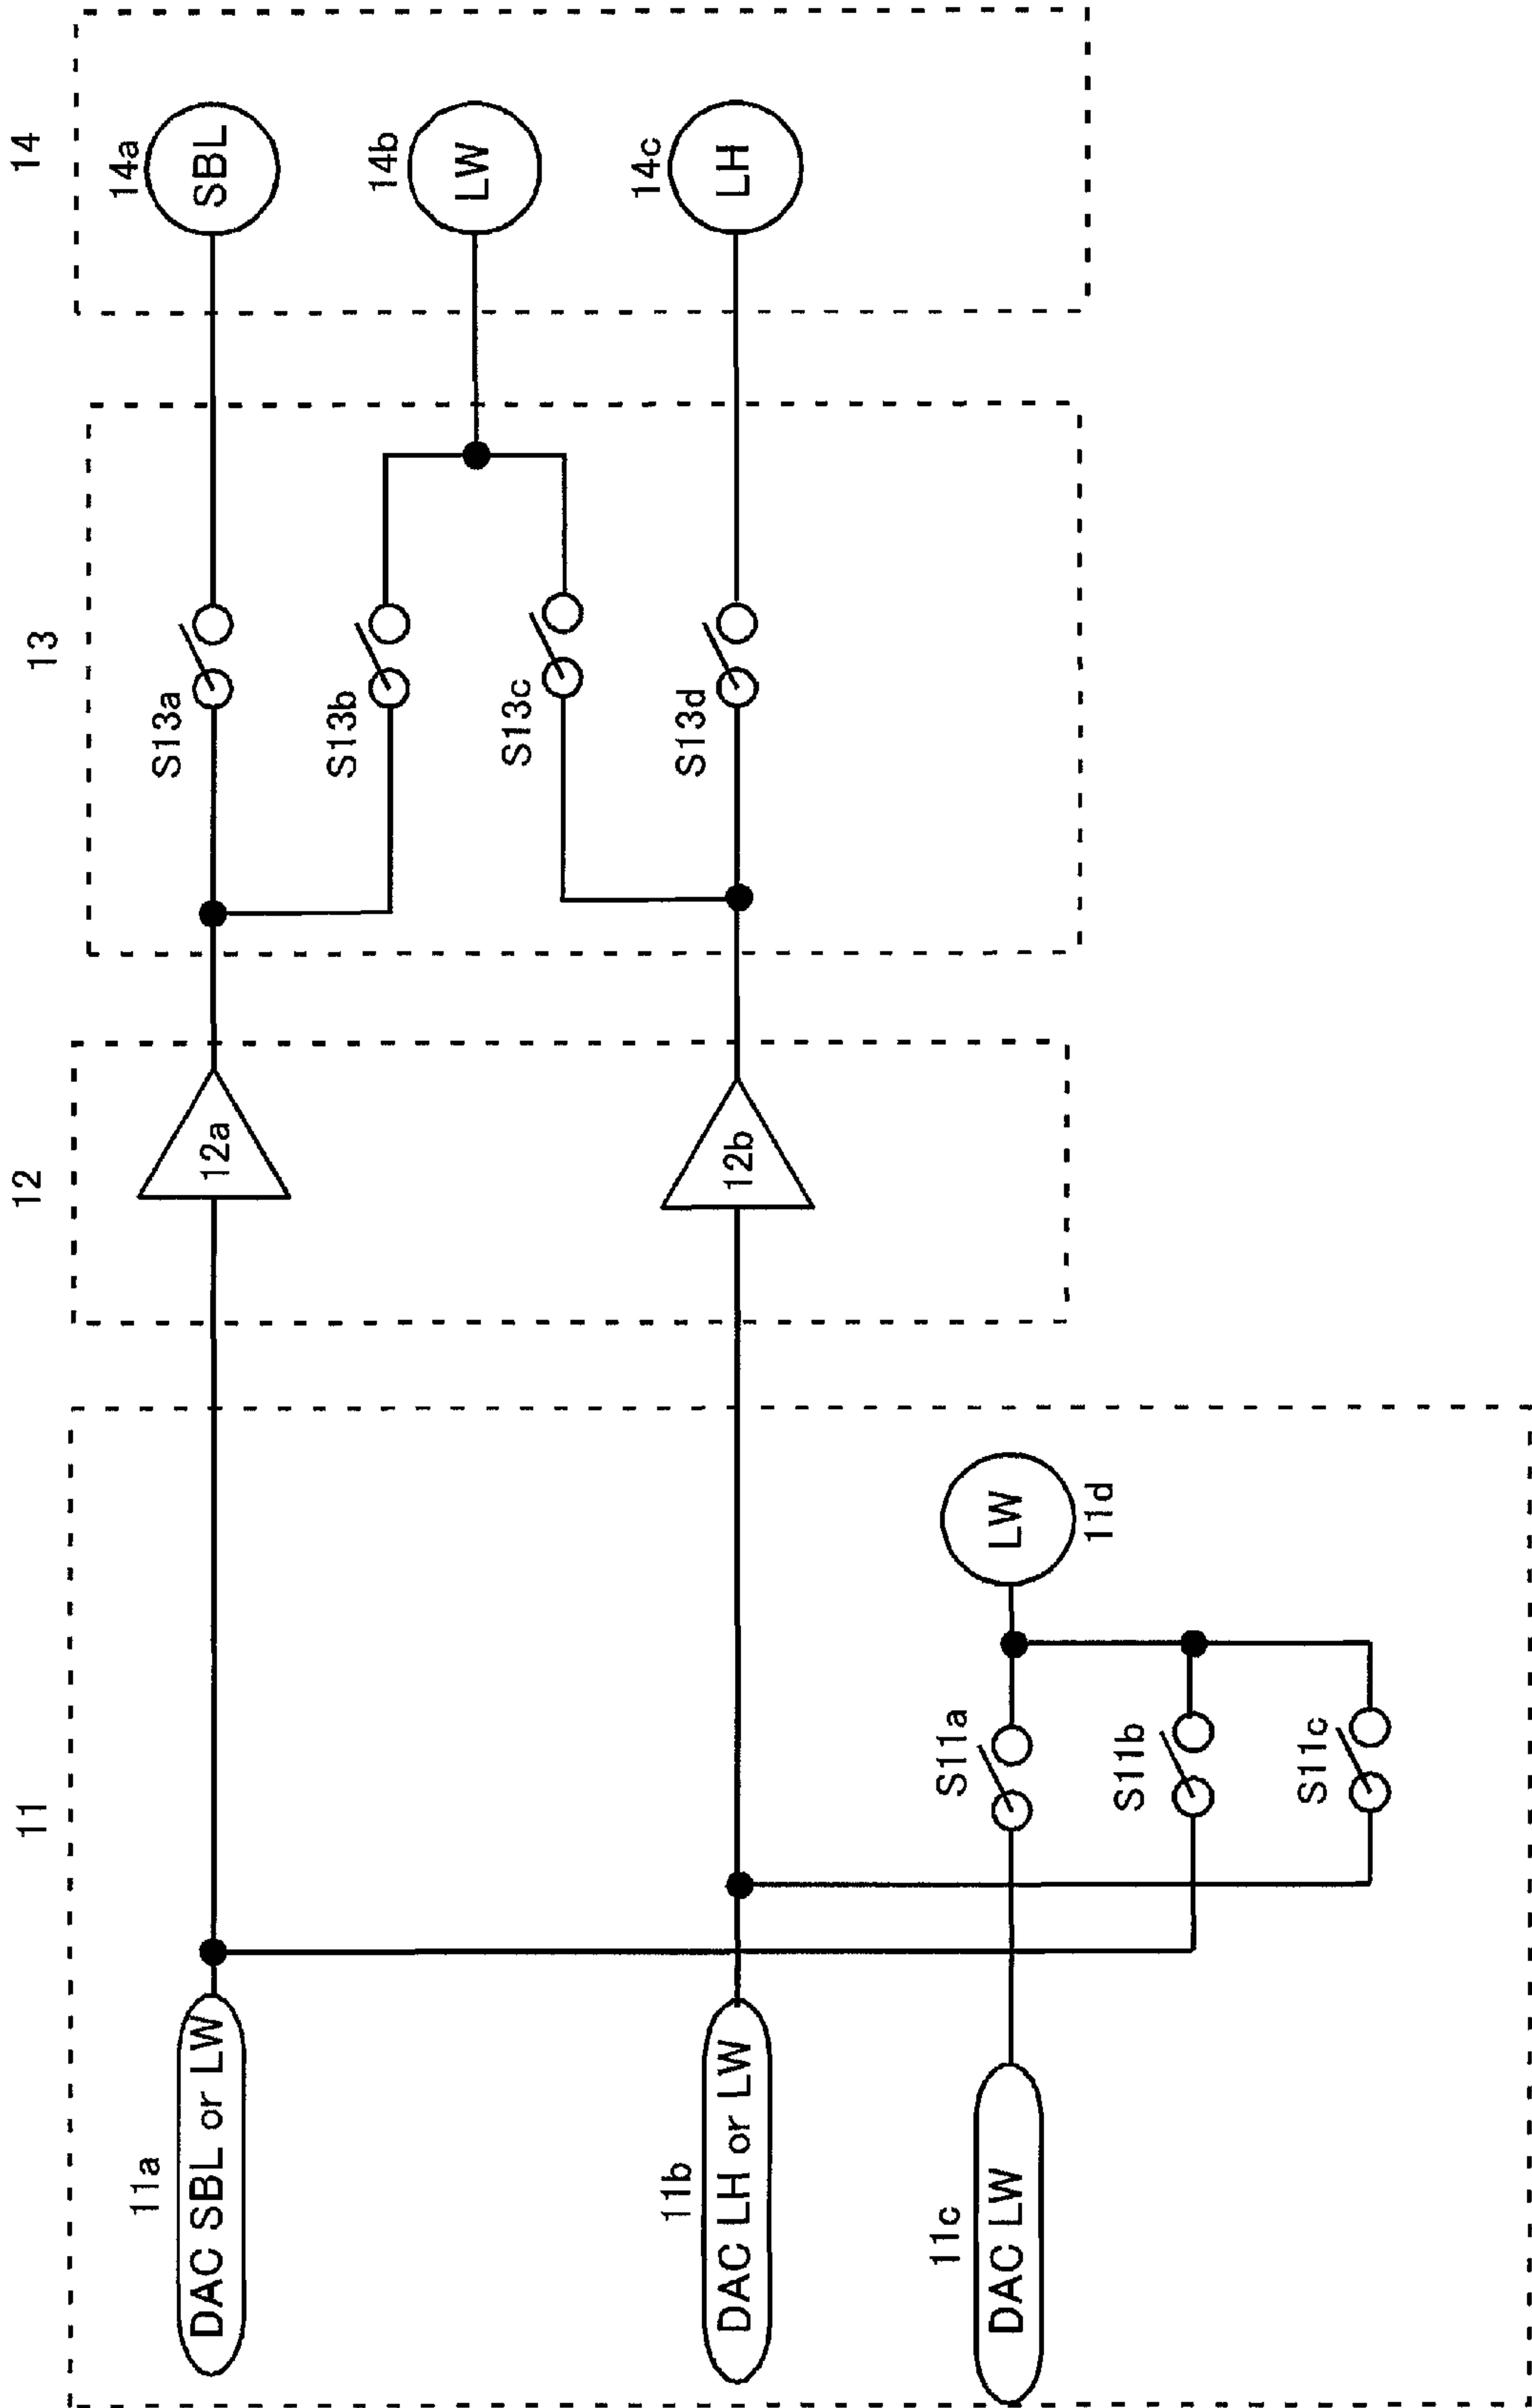 11
12
13
14
11a
DAC SBL or LW
12a
S13a
14a
SBL
S13b
14b
LW
S13c
11b
DAC LH or LW
12b
S13d
14c
LH
11c
DAC LW
S11a
LW
11d
S11b
S11c